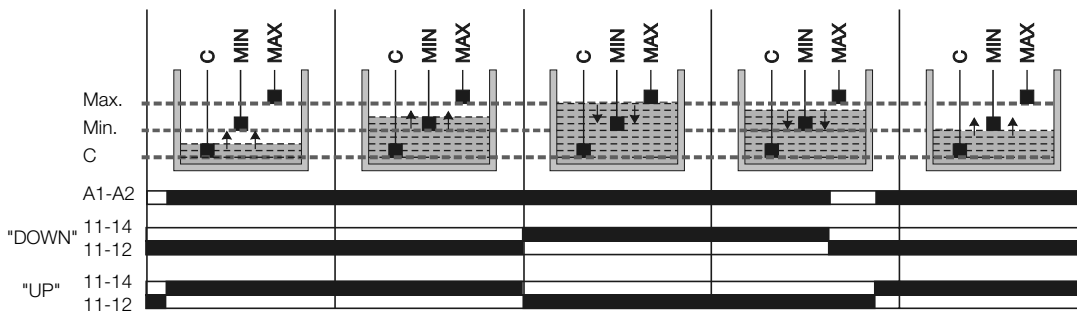 C MIN MAX C MIN MAX C MIN MAX C MIN MAX C MIN MAX
Max.
Min.
C
A1-A2
"DOWN" 11-14
11-12
"UP" 11-14
11-12